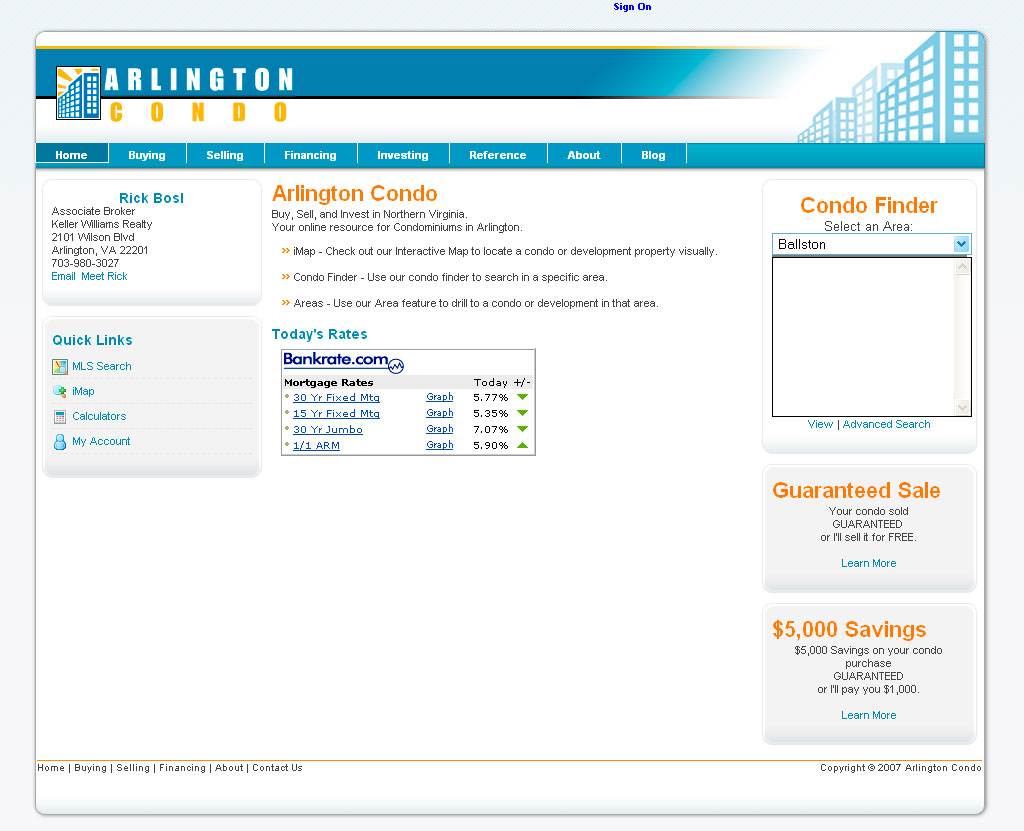 Sign On
ARLINGTON
CONDO
Home Buying Selling Financing Investing Reference About Blog
Rick Bosl
Associate Broker
Keller Williams Realty
2101 Wilson Blvd
Arlington, VA 22201
703-980-3027
Email Meet Rick
Quick Links
MLS Search
iMap
Calculators
My Account
Arlington Condo
Buy, Sell, and Invest in Northern Virginia.
Your online resource for Condominiums in Arlington.
iMap - Check out our Interactive Map to locate a condo or development property visually.
Condo Finder - Use our condo finder to search in a specific area.
Areas - Use our Area feature to drill to a condo or development in that area.
Today's Rates
Bankrate.com
Mortgage Rates Today +/-
30 Yr Fixed Mtg Graph 5.77%
15 Yr Fixed Mtg Graph 5.35%
30 Yr Jumbo Graph 7.07%
1/1 ARM Graph 5.90%
Condo Finder
Select an Area:
Ballston
View | Advanced Search
Guaranteed Sale
Your condo sold
GUARANTEED
or I'll sell it for FREE.
Learn More
$5,000 Savings
$5,000 Savings on your condo
purchase
GUARANTEED
or I'll pay you $1,000.
Learn More
Home | Buying | Selling | Financing | About | Contact Us
Copyright © 2007 Arlington Condo